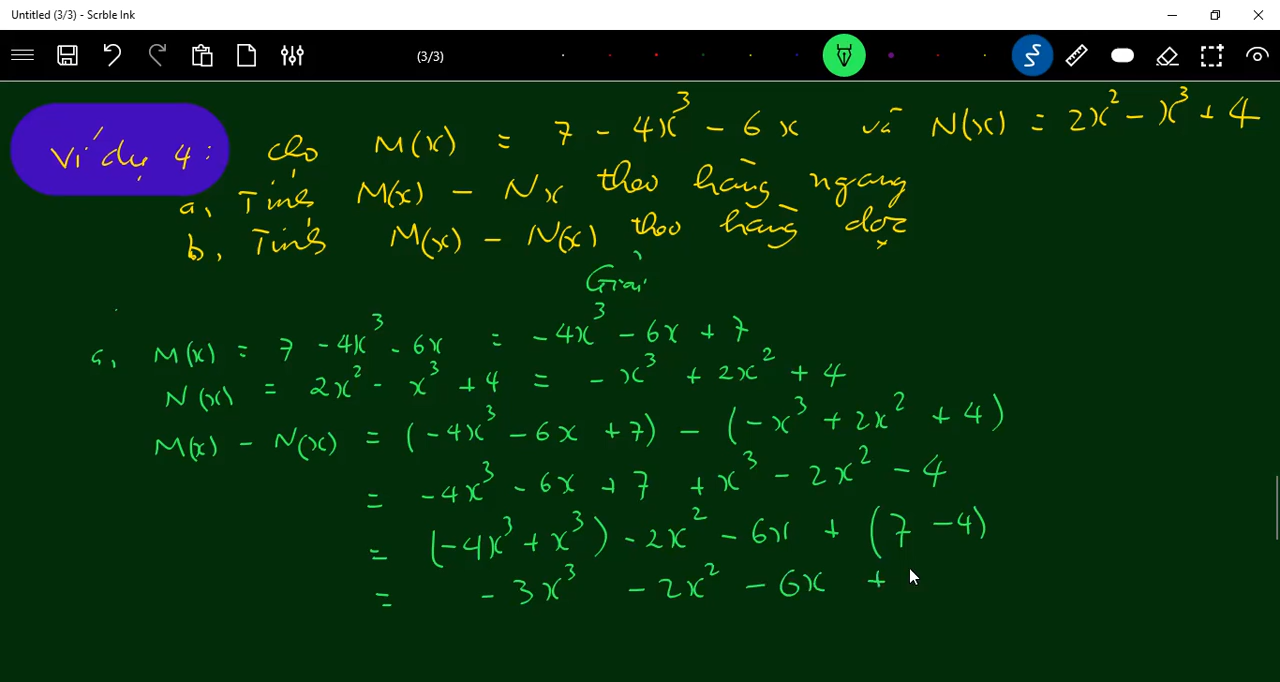 Untitled (3/3) - Scrble Ink
(3/3)
Ví dụ 4: cho M(x) = 7 - 4x³ - 6x và N(x) = 2x² - x³ + 4
a, Tính M(x) - Nx theo hàng ngang
b, Tính M(x) - N(x) theo hàng dọc
Giải
a, M(x) = 7 - 4x³ - 6x = - 4x³ - 6x + 7
N(x) = 2x² - x³ + 4 = - x³ + 2x² + 4
M(x) - N(x) = (- 4x³ - 6x + 7) - (- x³ + 2x² + 4)
= - 4x³ - 6x + 7 + x³ - 2x² - 4
= (- 4x³ + x³) - 2x² - 6x + (7 - 4)
= - 3x³ - 2x² - 6x +